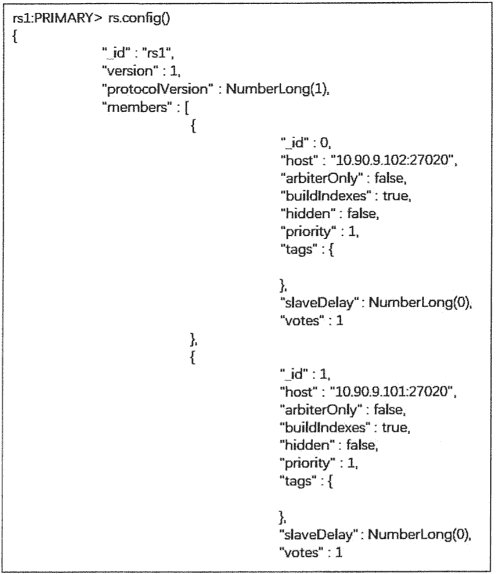 rs1:PRIMARY> rs.config()
{
"_id" : "rs1",
"version" : 1,
"protocolVersion" : NumberLong(1),
"members" : [
{
"_id" : 0,
"host" : "10.90.9.102:27020",
"arbiterOnly" : false,
"buildIndexes" : true,
"hidden" : false,
"priority" : 1,
"tags" : {
},
"slaveDelay" : NumberLong(0),
"votes" : 1
},
{
"_id" : 1,
"host" : "10.90.9.101:27020",
"arbiterOnly" : false,
"buildIndexes" : true,
"hidden" : false,
"priority" : 1,
"tags" : {
},
"slaveDelay" : NumberLong(0),
"votes" : 1